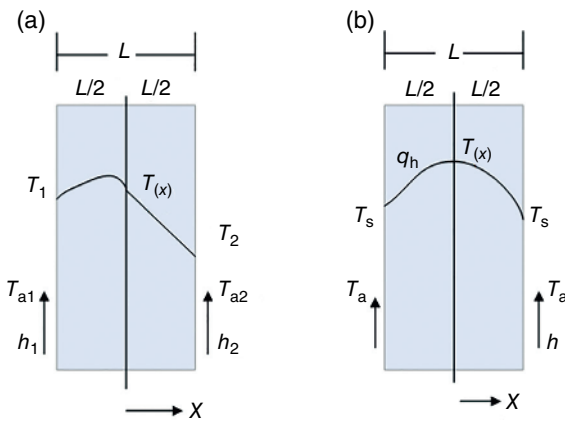 (a)
L
L/2 L/2
T1
T(x)
T2
Ta1
Ta2
h1
h2
X
(b)
L
L/2 L/2
qh
T(x)
Ts
Ts
Ta
Ta
h
X